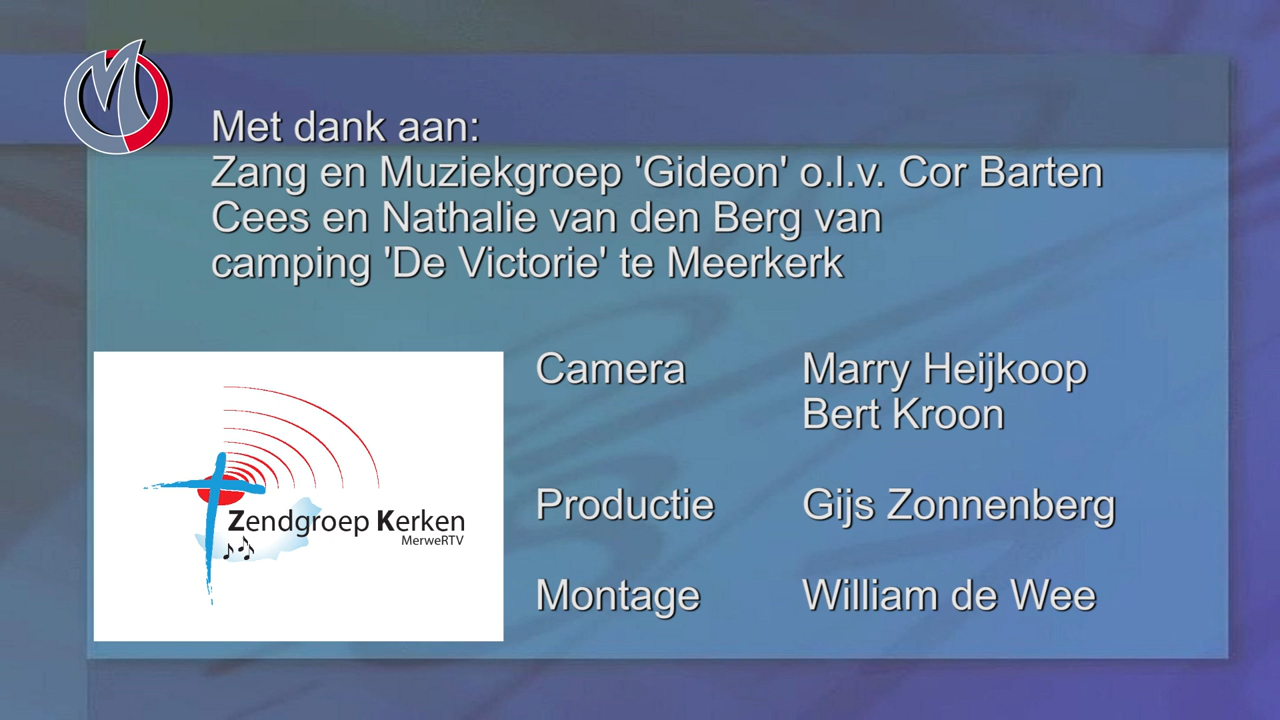 Met dank aan:
Zang en Muziekgroep 'Gideon' o.l.v. Cor Barten
Cees en Nathalie van den Berg van
camping 'De Victorie' te Meerkerk
Camera Marry Heijkoop
Bert Kroon
Productie Gijs Zonnenberg
Montage William de Wee
Zendgroep Kerken
MerweRTV